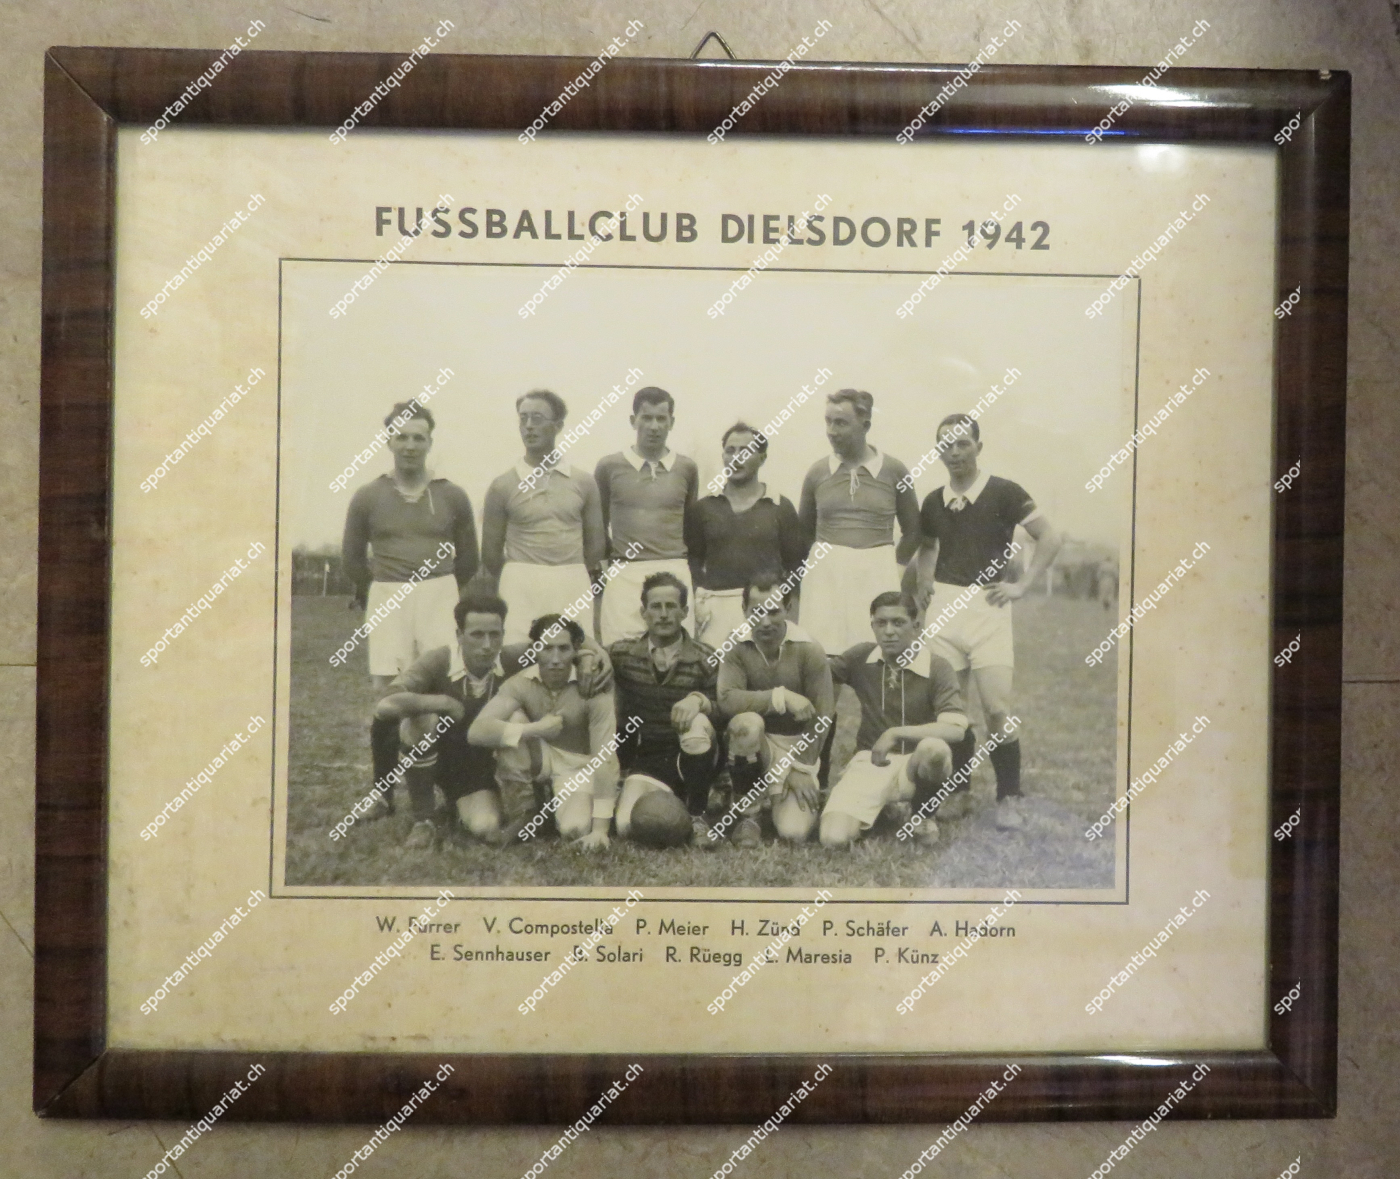 FUSSBALLCLUB DIELSDORF 1942
W. Furrer V. Compostella P. Meier H. Zünd P. Schäfer A. Hadorn
E. Sennhauser B. Solari R. Rüegg L. Maresia P. Künz
sportantiquariat.ch